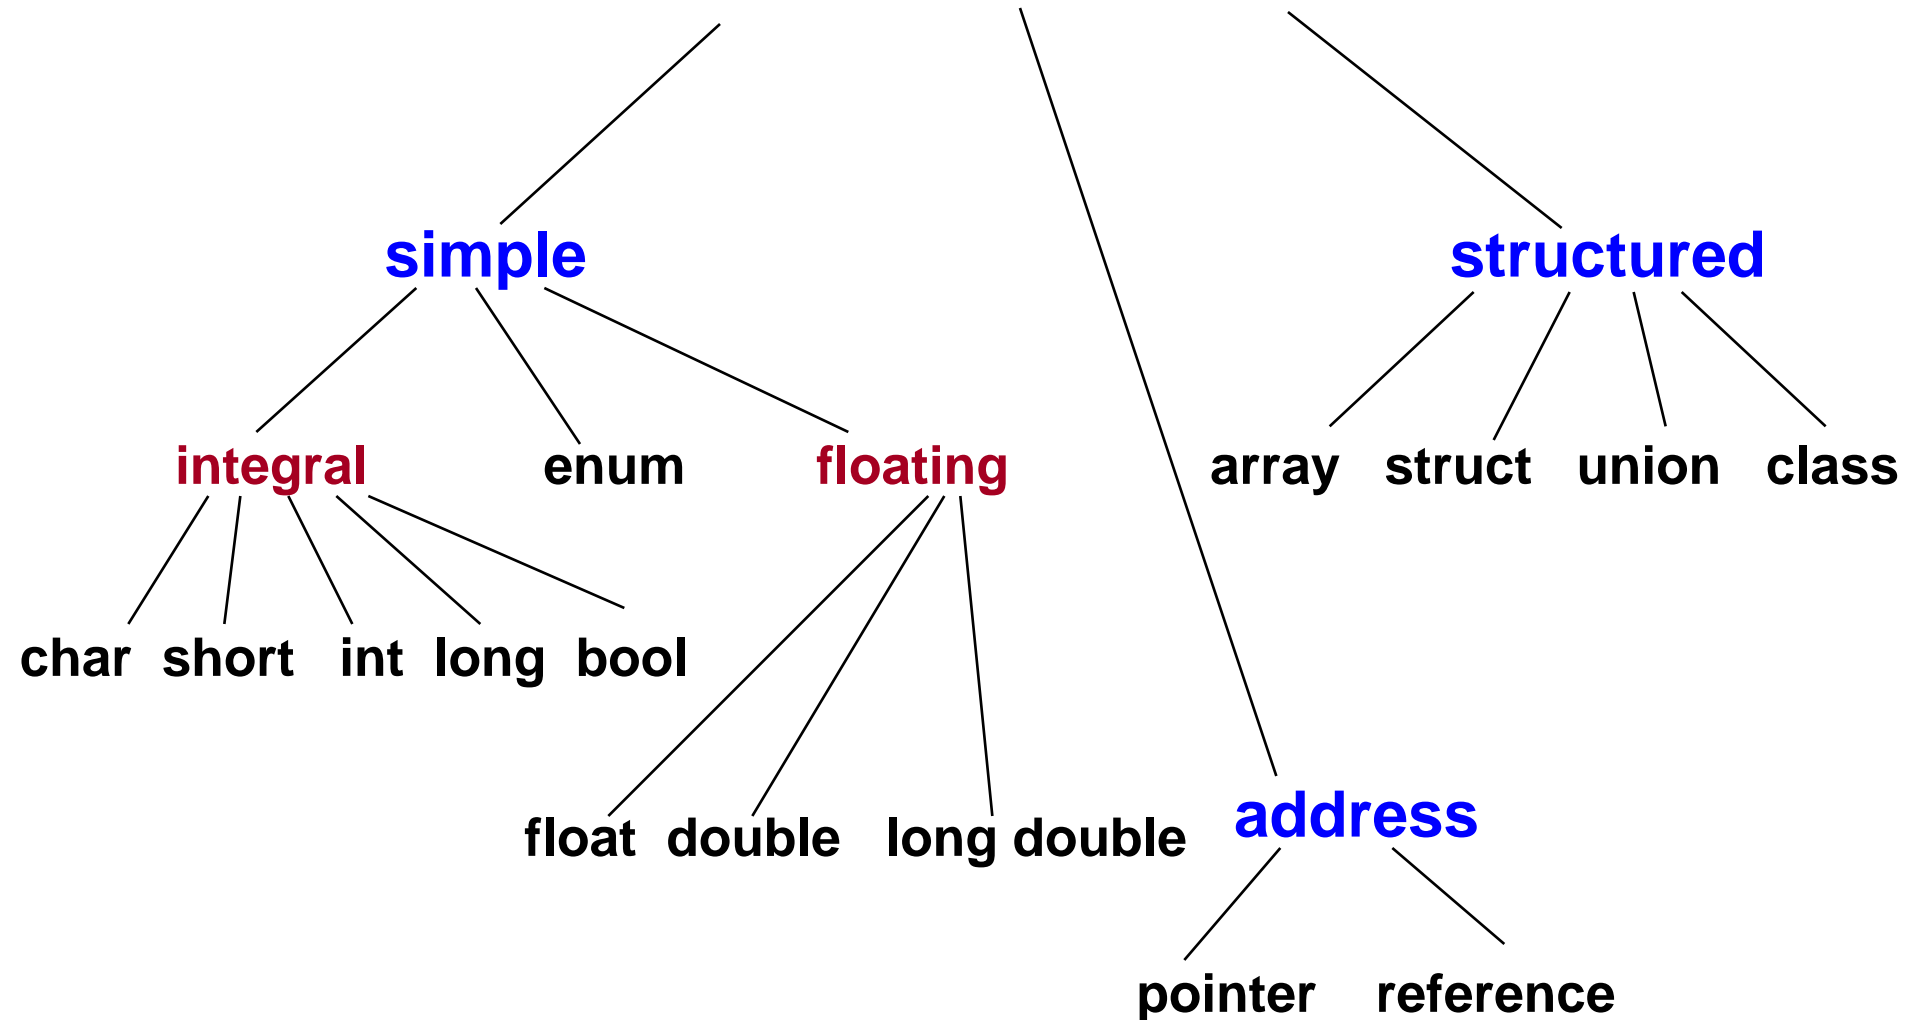 simple structured
integral enum floating array struct union class
char short int long bool
float double long double address
pointer reference